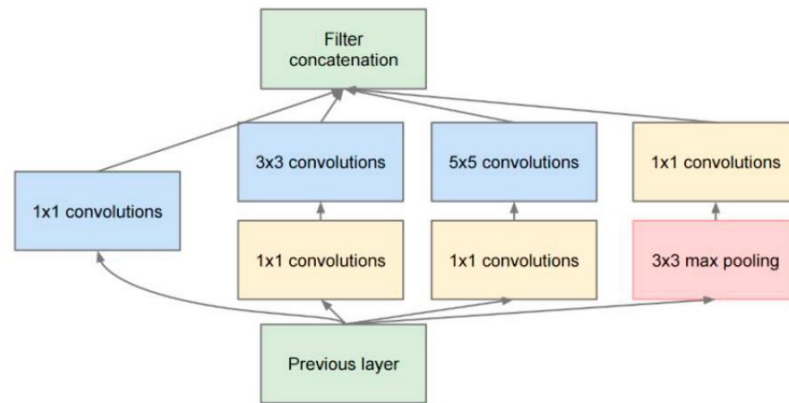 Filter
concatenation
3x3 convolutions
5x5 convolutions
1x1 convolutions
1x1 convolutions
1x1 convolutions
1x1 convolutions
3x3 max pooling
Previous layer